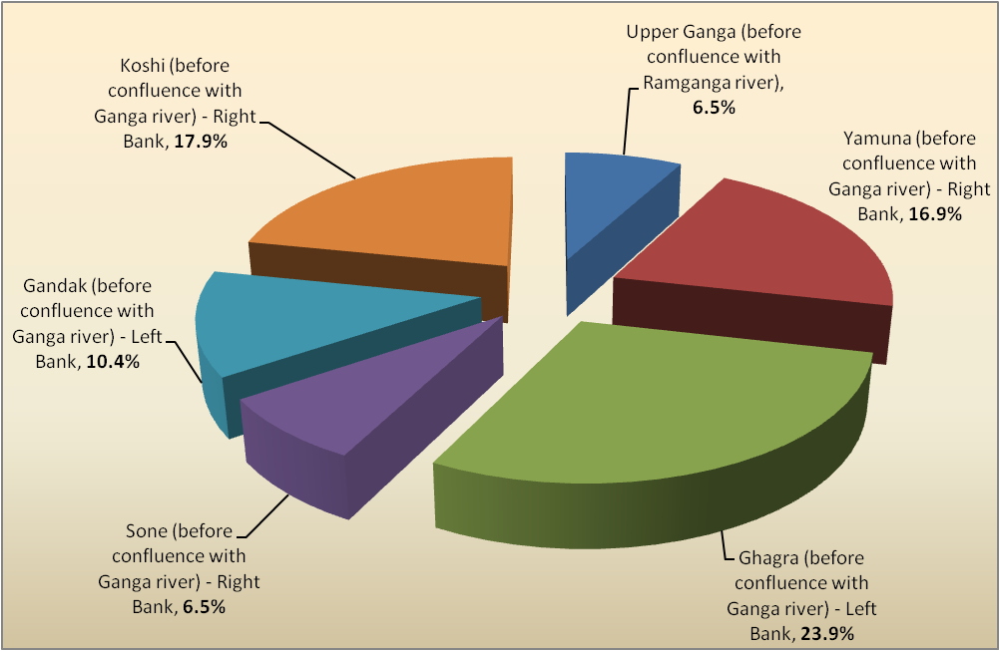 Upper Ganga (before
confluence with
Ramganga river),
6.5%
Yamuna (before
confluence with
Ganga river) - Right
Bank, 16.9%
Ghagra (before
confluence with
Ganga river) - Left
Bank, 23.9%
Sone (before
confluence with
Ganga river) - Right
Bank, 6.5%
Gandak (before
confluence with
Ganga river) - Left
Bank, 10.4%
Koshi (before
confluence with
Ganga river) - Right
Bank, 17.9%